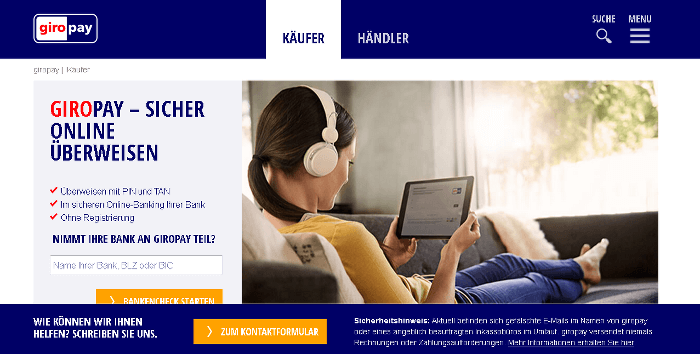 giropay
KÄUFER
HÄNDLER
SUCHE
MENU
giropay | Käufer
GIROPAY – SICHER
ONLINE
ÜBERWEISEN
Überweisen mit PIN und TAN
Im sicheren Online-Banking Ihrer Bank
Ohne Registrierung
NIMMT IHRE BANK AN GIROPAY TEIL?
Name Ihrer Bank, BLZ oder BIC
BANKENCHECK STARTEN
WIE KÖNNEN WIR IHNEN
HELFEN? SCHREIBEN SIE UNS.
ZUM KONTAKTFORMULAR
Sicherheitshinweis: Aktuell befinden sich gefälschte E-Mails im Namen von giropay
oder eines angeblich beauftragten Inkassobüros im Umlauf. giropay versendet niemals
Rechnungen oder Zahlungsaufforderungen. Mehr Informationen erhalten Sie hier